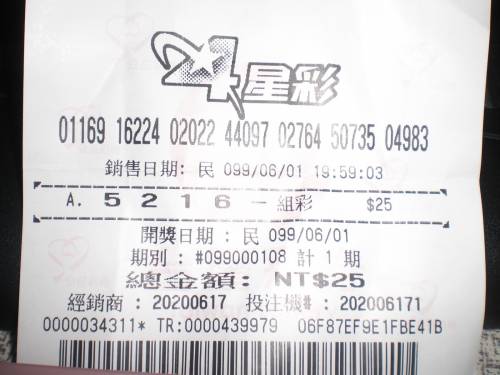 4星彩
01169 16224 02022 44097 02764 50735 04983
銷售日期: 民 099/06/01 19:59:03
A. 5 2 1 6 - 組彩 $25
開獎日期 : 民 099/06/01
期別 : #099000108 計 1 期
總金額: NT$25
經銷商 : 20200617 投注機# : 202006171
0000034311* TR:0000439979 06F87EF9E1FBE41B